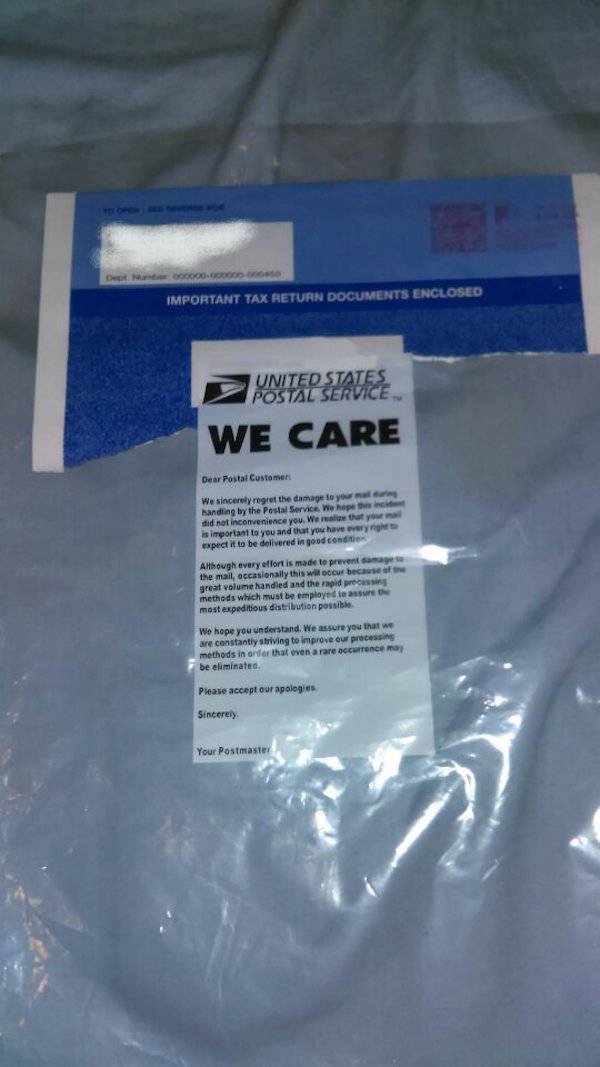 TO OPEN - SEE REVERSE SIDE
Dept. Number 000000-000000-000450
IMPORTANT TAX RETURN DOCUMENTS ENCLOSED
UNITED STATES
POSTAL SERVICE TM
WE CARE
Dear Postal Customer:
We sincerely regret the damage to your mail during
handling by the Postal Service. We hope this incident
did not inconvenience you. We realize that your mail
is important to you and that you have every right to
expect it to be delivered in good condition.
Although every effort is made to prevent damage to
the mail, occasionally this will occur because of the
great volume handled and the rapid processing
methods which must be employed to assure the
most expeditious distribution possible.
We hope you understand. We assure you that we
are constantly striving to improve our processing
methods in order that even a rare occurrence may
be eliminated.
Please accept our apologies.
Sincerely,
Your Postmaster